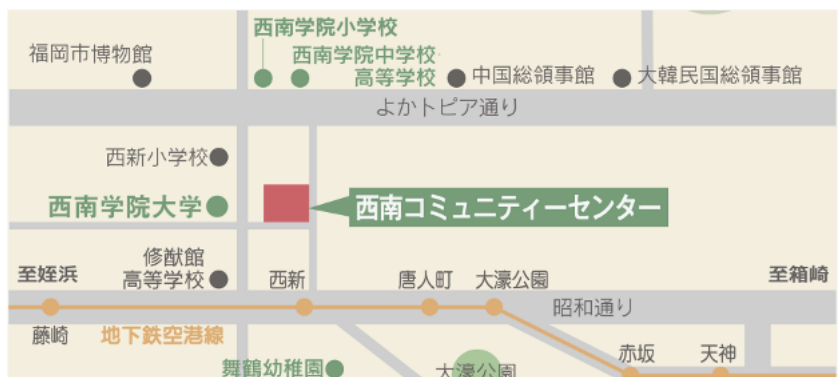 西南学院小学校
福岡市博物館
西南学院中学校
高等学校
中国総領事館
大韓民国総領事館
よかトピア通り
西新小学校
西南学院大学
西南コミュニティーセンター
修猷館
高等学校
至姪浜
西新
唐人町
大濠公園
至箱崎
昭和通り
藤崎
地下鉄空港線
赤坂
天神
舞鶴幼稚園
大濠公園